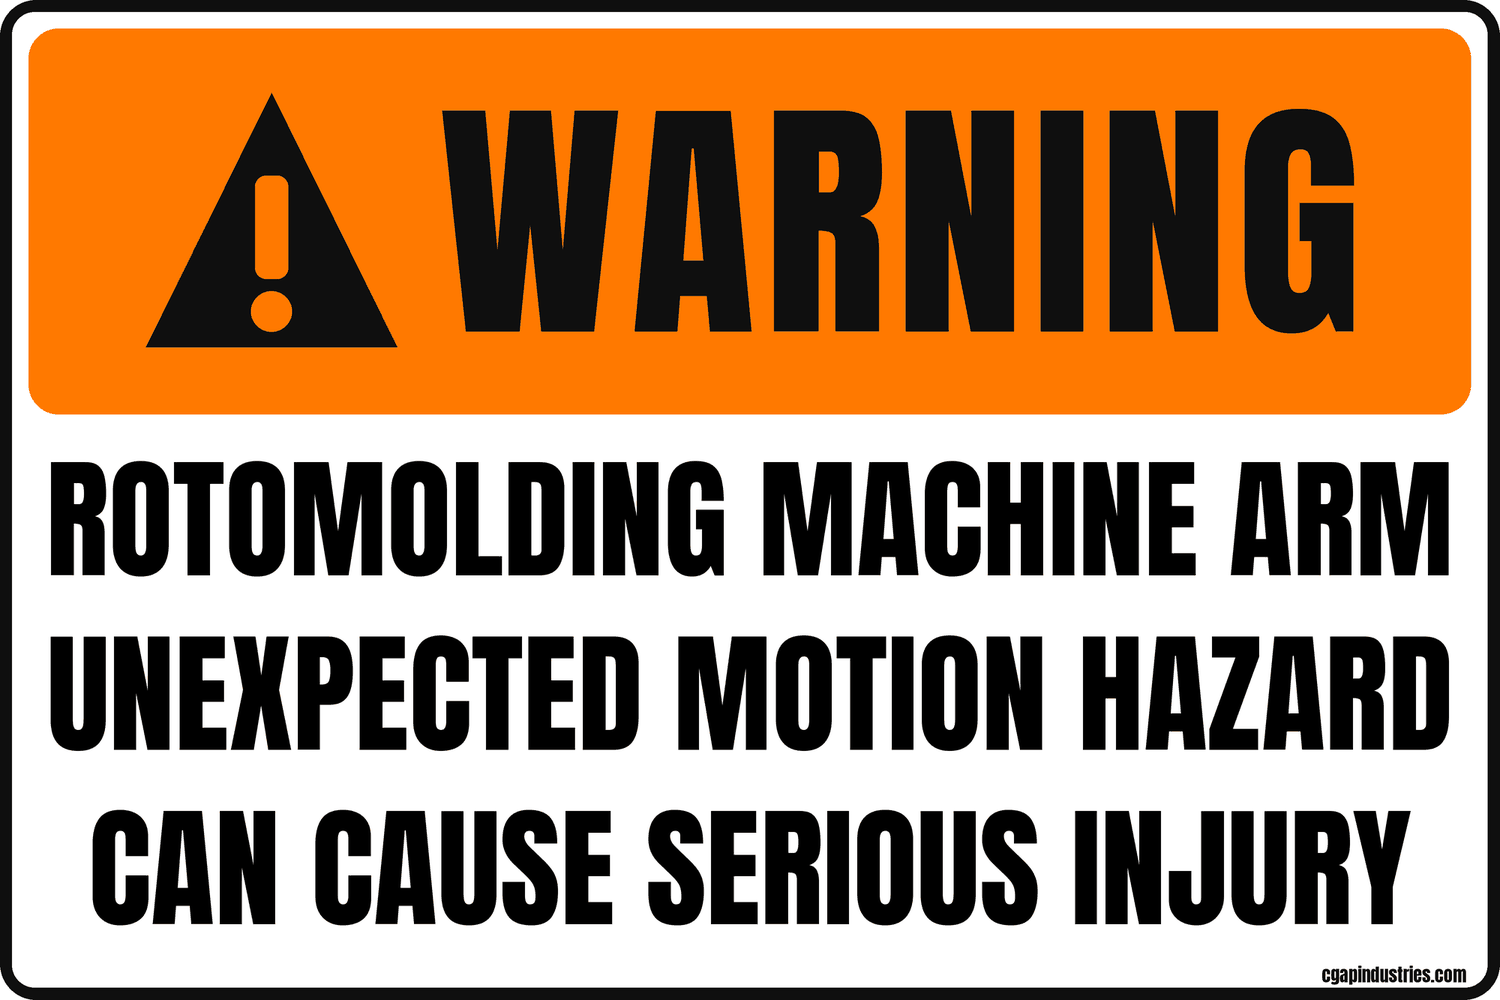 WARNING
ROTOMOLDING MACHINE ARM
UNEXPECTED MOTION HAZARD
CAN CAUSE SERIOUS INJURY
cgapindustries.com